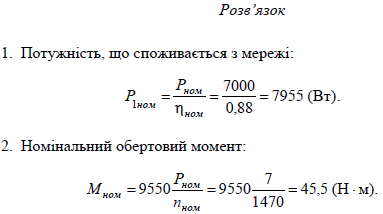 Розв’язок
1. Потужність, що споживається з мережі:
P₁ном = Pном / ηном = 7000 / 0,88 = 7955 (Вт).
2. Номінальний обертовий момент:
Mном = 9550 Pном / nном = 9550 7 / 1470 = 45,5 (Н · м).